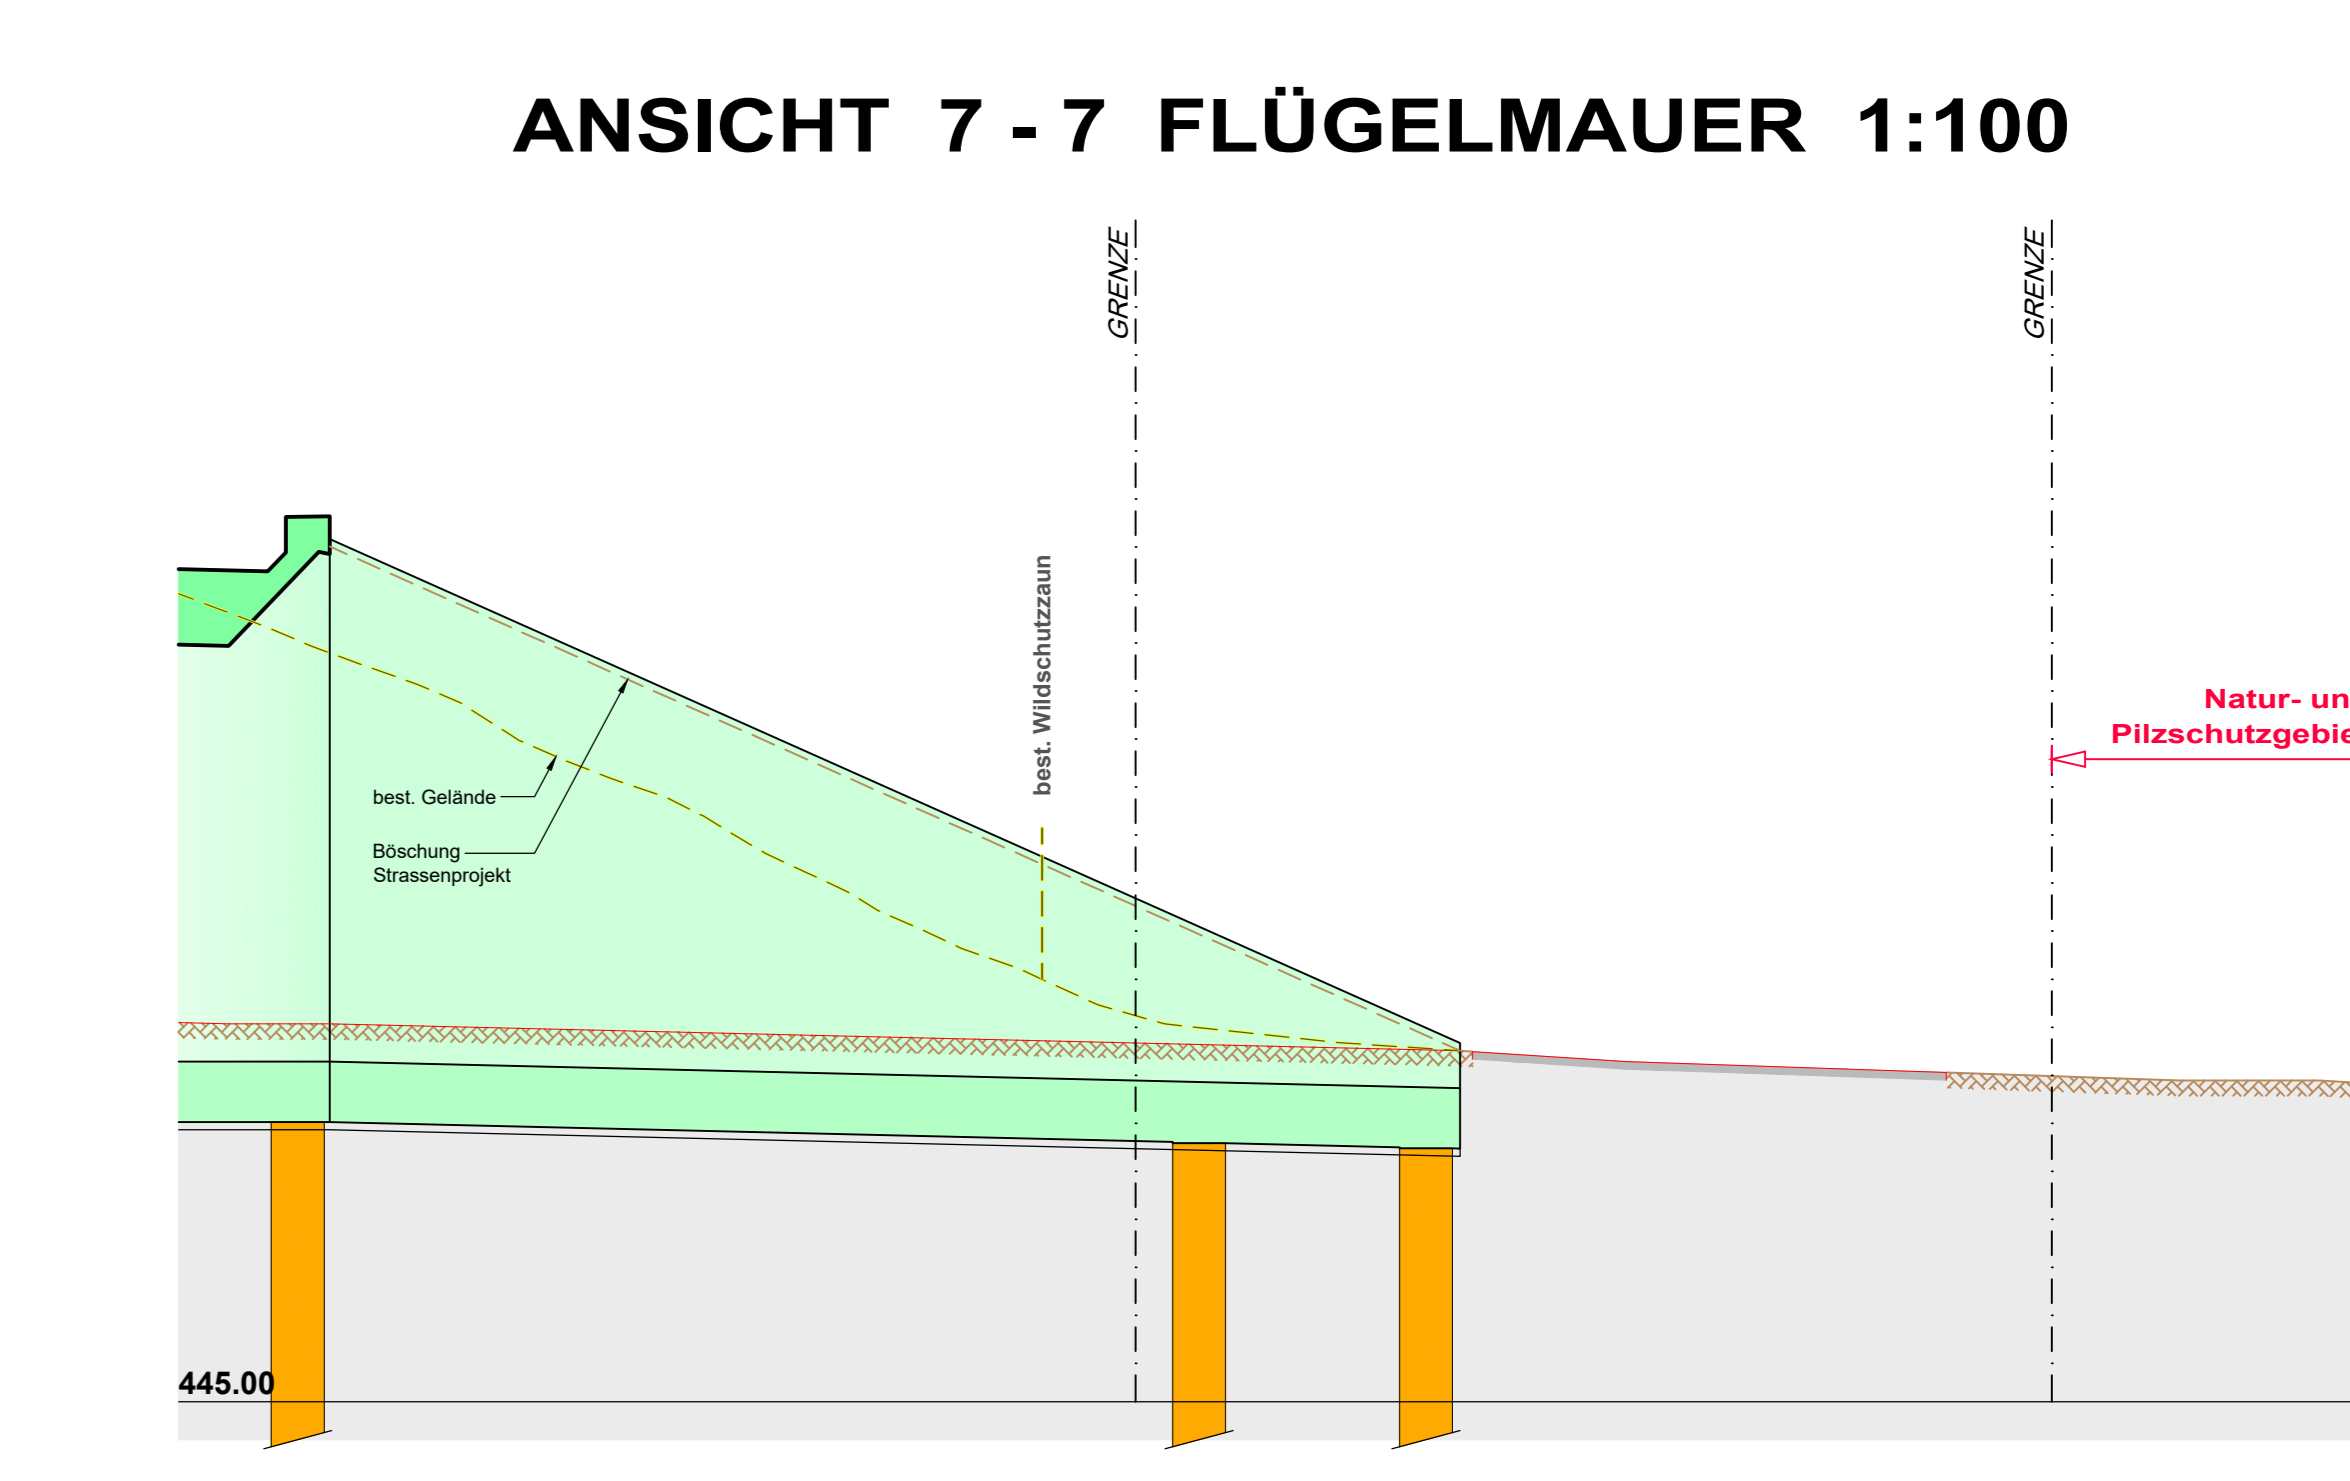 ANSICHT 7 - 7 FLÜGELMAUER 1:100
GRENZE
GRENZE
best. Wildschutzzaun
Natur- un
Pilzschutzgebie
best. Gelände
Böschung
Strassenprojekt
445.00